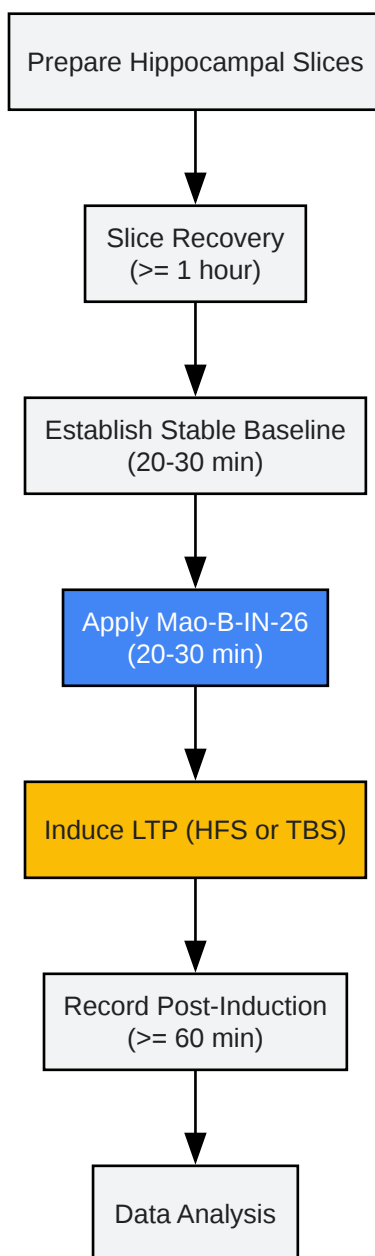 Prepare Hippocampal Slices
Slice Recovery
(>= 1 hour)
Establish Stable Baseline
(20-30 min)
Apply Mao-B-IN-26
(20-30 min)
Induce LTP (HFS or TBS)
Record Post-Induction
(>= 60 min)
Data Analysis